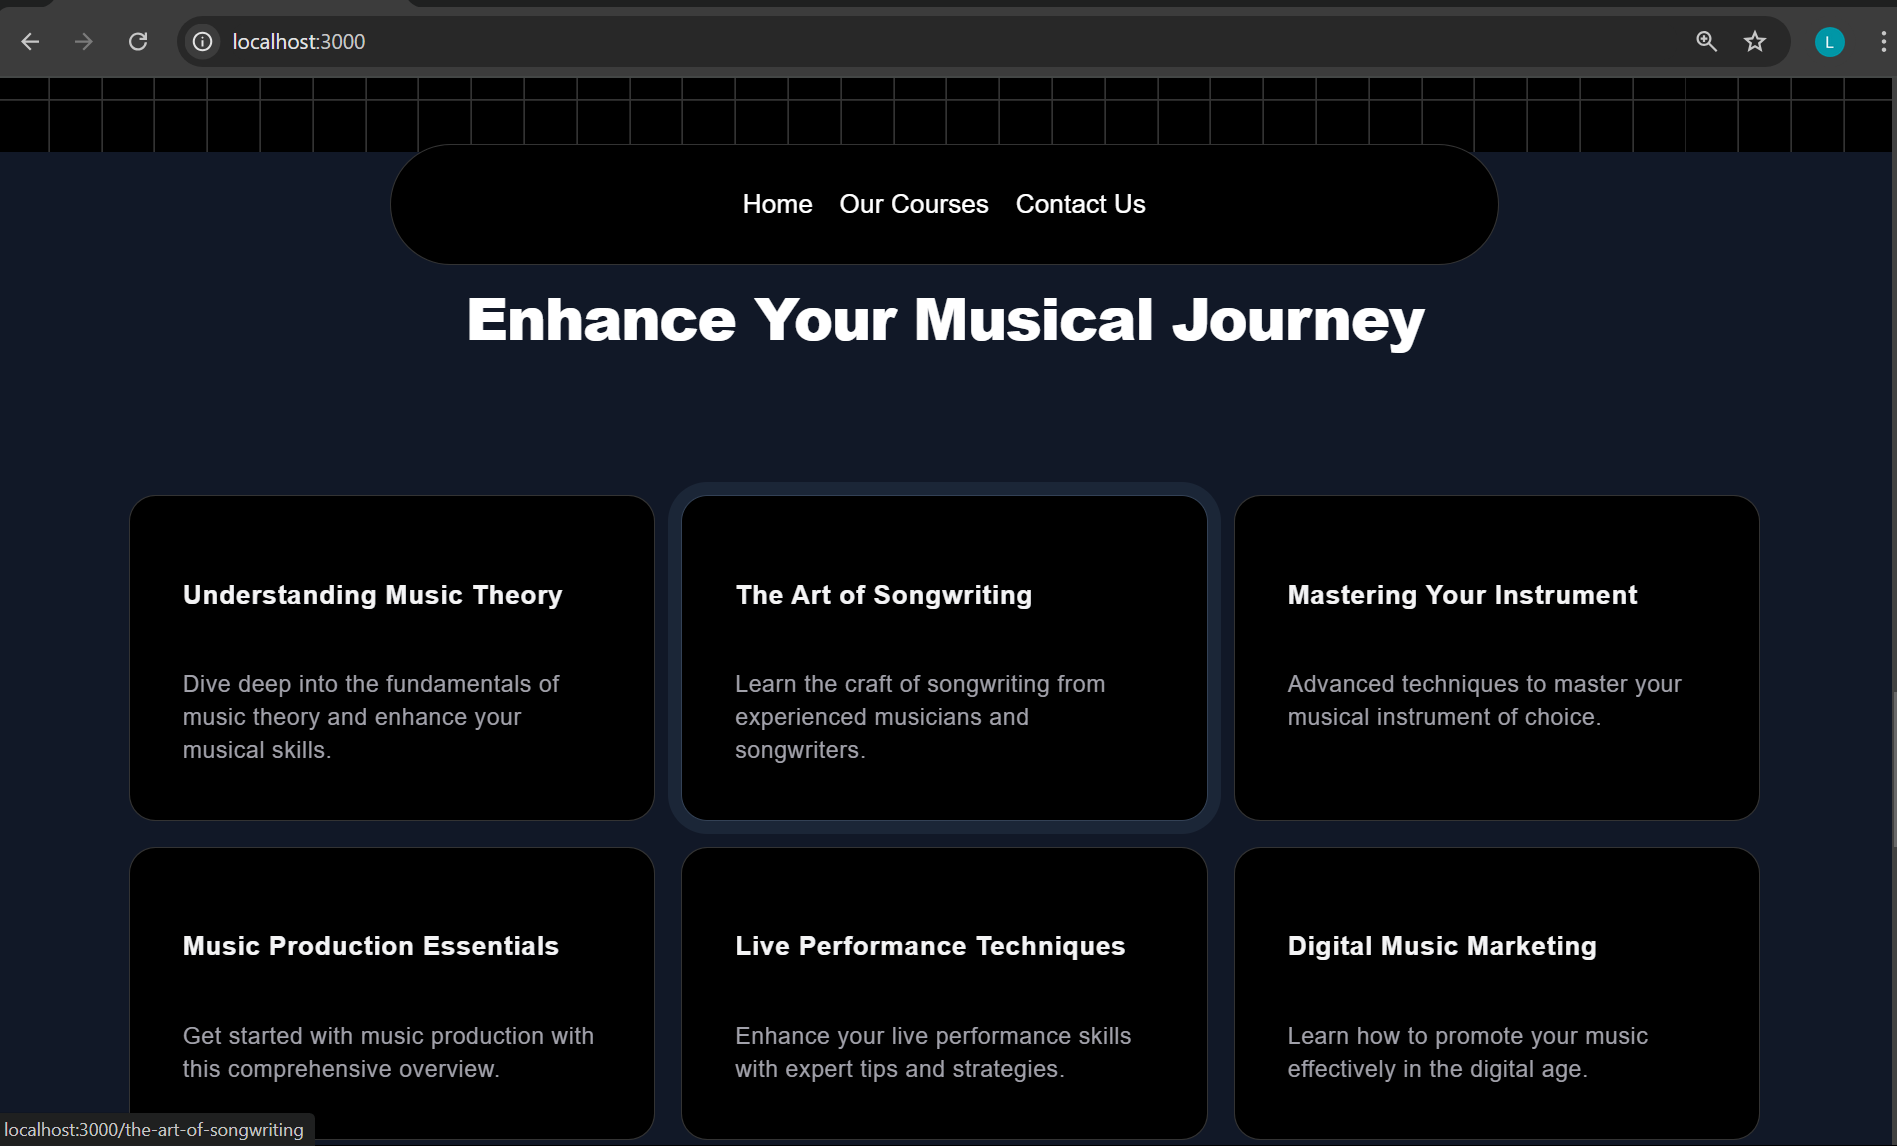 localhost:3000
L
Home Our Courses Contact Us
Enhance Your Musical Journey
Understanding Music Theory
Dive deep into the fundamentals of
music theory and enhance your
musical skills.
The Art of Songwriting
Learn the craft of songwriting from
experienced musicians and
songwriters.
Mastering Your Instrument
Advanced techniques to master your
musical instrument of choice.
Music Production Essentials
Get started with music production with
this comprehensive overview.
Live Performance Techniques
Enhance your live performance skills
with expert tips and strategies.
Digital Music Marketing
Learn how to promote your music
effectively in the digital age.
localhost:3000/the-art-of-songwriting